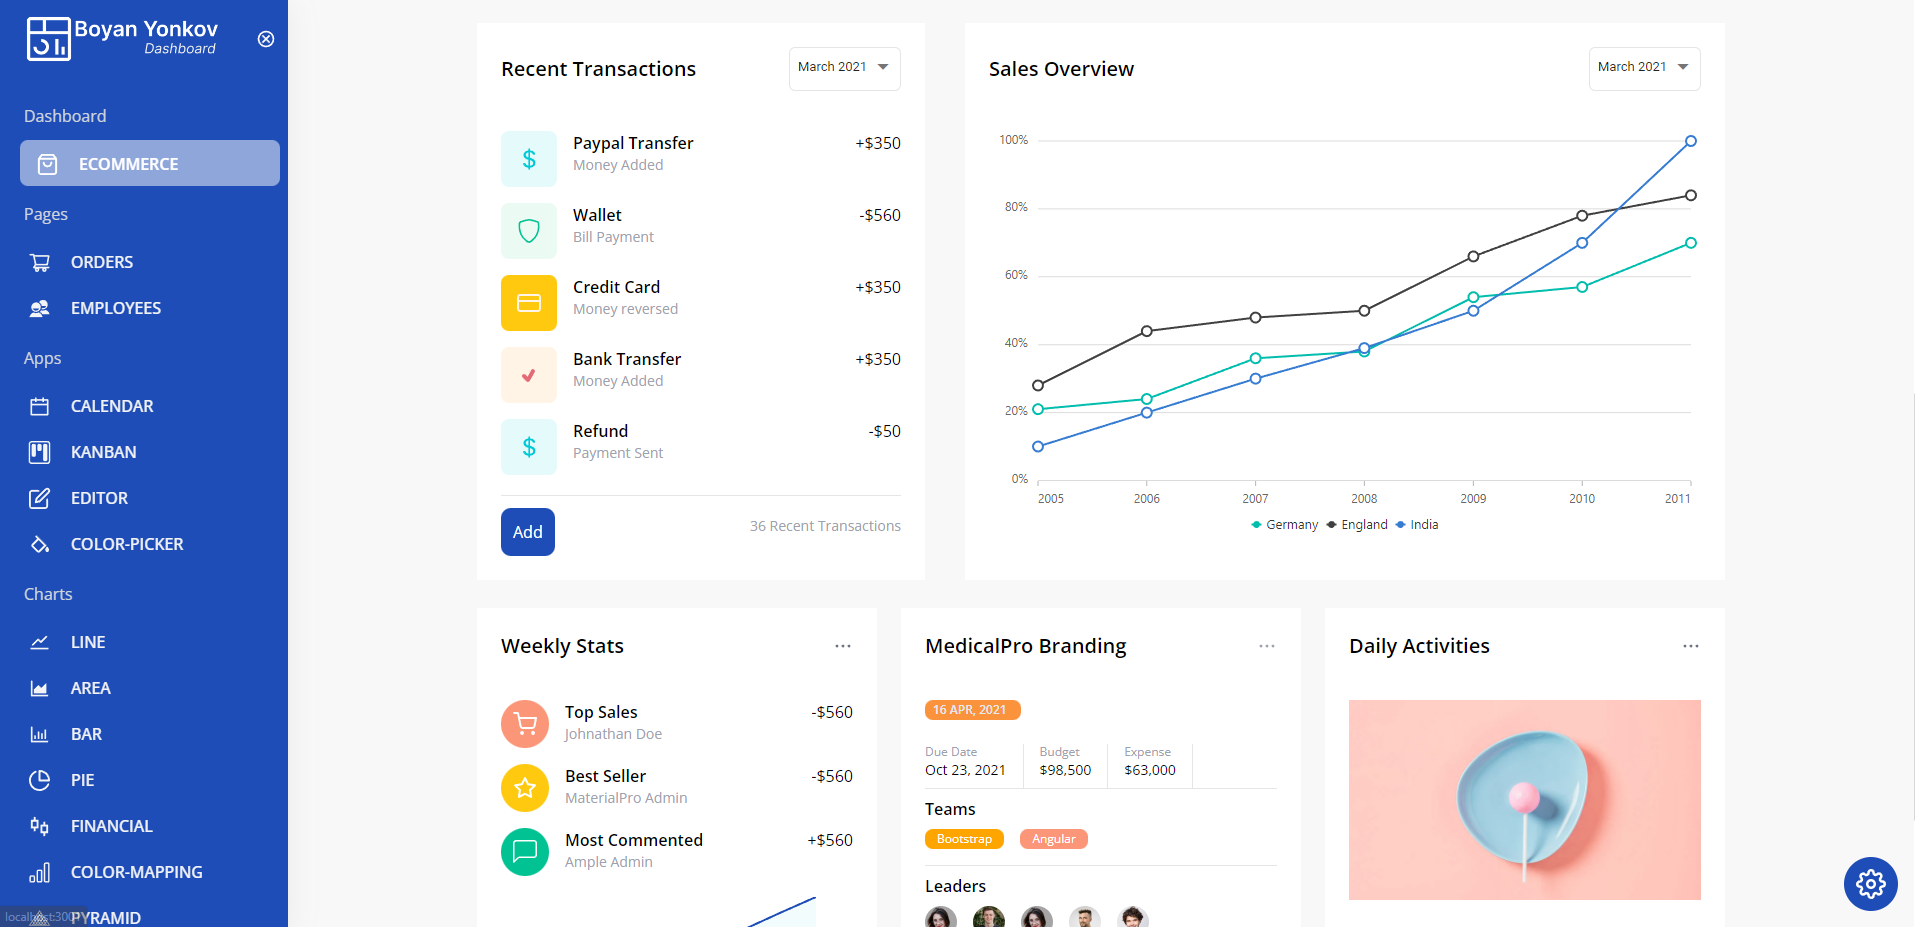 Boyan Yonkov
Dashboard
Dashboard
ECOMMERCE
Pages
ORDERS
EMPLOYEES
Apps
CALENDAR
KANBAN
EDITOR
COLOR-PICKER
Charts
LINE
AREA
BAR
PIE
FINANCIAL
COLOR-MAPPING
PYRAMID
Recent Transactions
March 2021
Paypal Transfer
+$350
Money Added
Wallet
-$560
Bill Payment
Credit Card
+$350
Money reversed
Bank Transfer
+$350
Money Added
Refund
-$50
Payment Sent
Add
36 Recent Transactions
Sales Overview
March 2021
100%
80%
60%
40%
20%
0%
2005 2006 2007 2008 2009 2010 2011
Germany England India
Weekly Stats
Top Sales
-$560
Johnathan Doe
Best Seller
-$560
MaterialPro Admin
Most Commented
+$560
Ample Admin
MedicalPro Branding
16 APR, 2021
Due Date Budget Expense
Oct 23, 2021 $98,500 $63,000
Teams
Bootstrap Angular
Leaders
Daily Activities